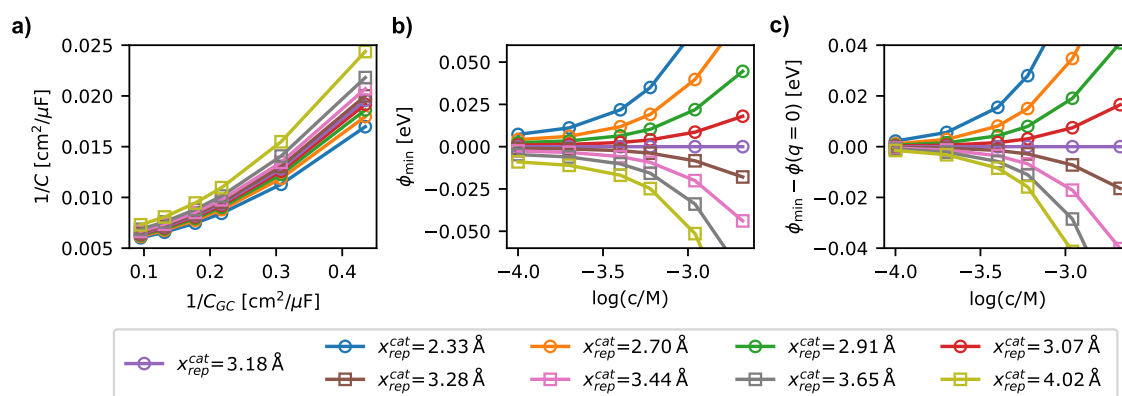 a)
0.025
0.020
0.015
0.010
0.005
1/C [cm²/μF]
0.1 0.2 0.3 0.4
1/C_GC [cm²/μF]
b)
0.050
0.025
0.000
−0.025
−0.050
ϕ_min [eV]
−4.0 −3.5 −3.0
log(c/M)
c)
0.04
0.02
0.00
−0.02
−0.04
ϕ_min − ϕ(q = 0) [eV]
−4.0 −3.5 −3.0
log(c/M)
x_rep^cat=3.18 Å
x_rep^cat=2.33 Å x_rep^cat=2.70 Å x_rep^cat=2.91 Å x_rep^cat=3.07 Å
x_rep^cat=3.28 Å x_rep^cat=3.44 Å x_rep^cat=3.65 Å x_rep^cat=4.02 Å